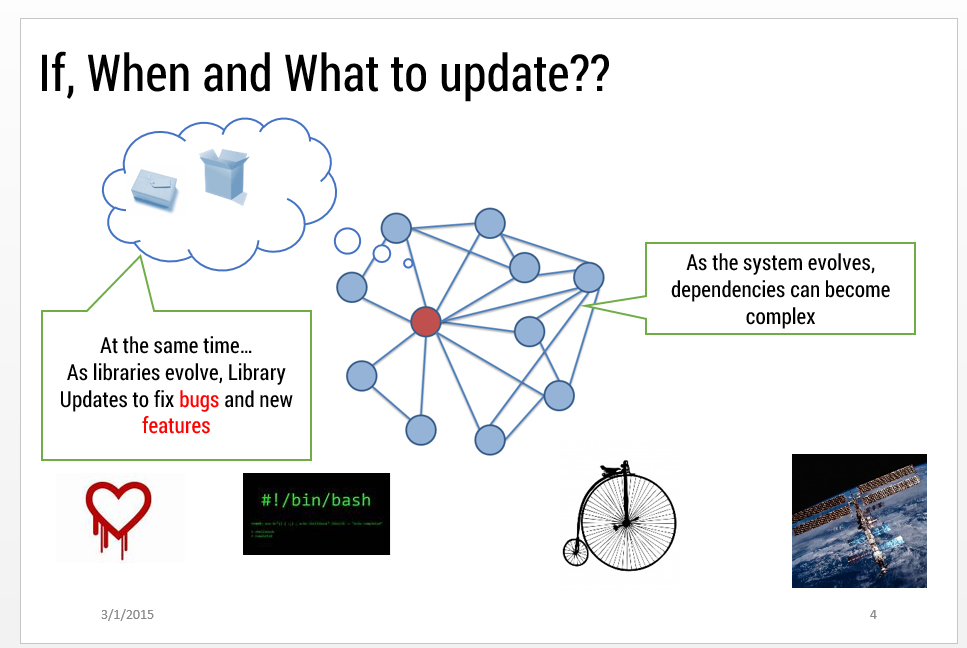 If, When and What to update??
As the system evolves,
dependencies can become
complex
At the same time…
As libraries evolve, Library
Updates to fix bugs and new
features
#!/bin/bash
3/1/2015
4